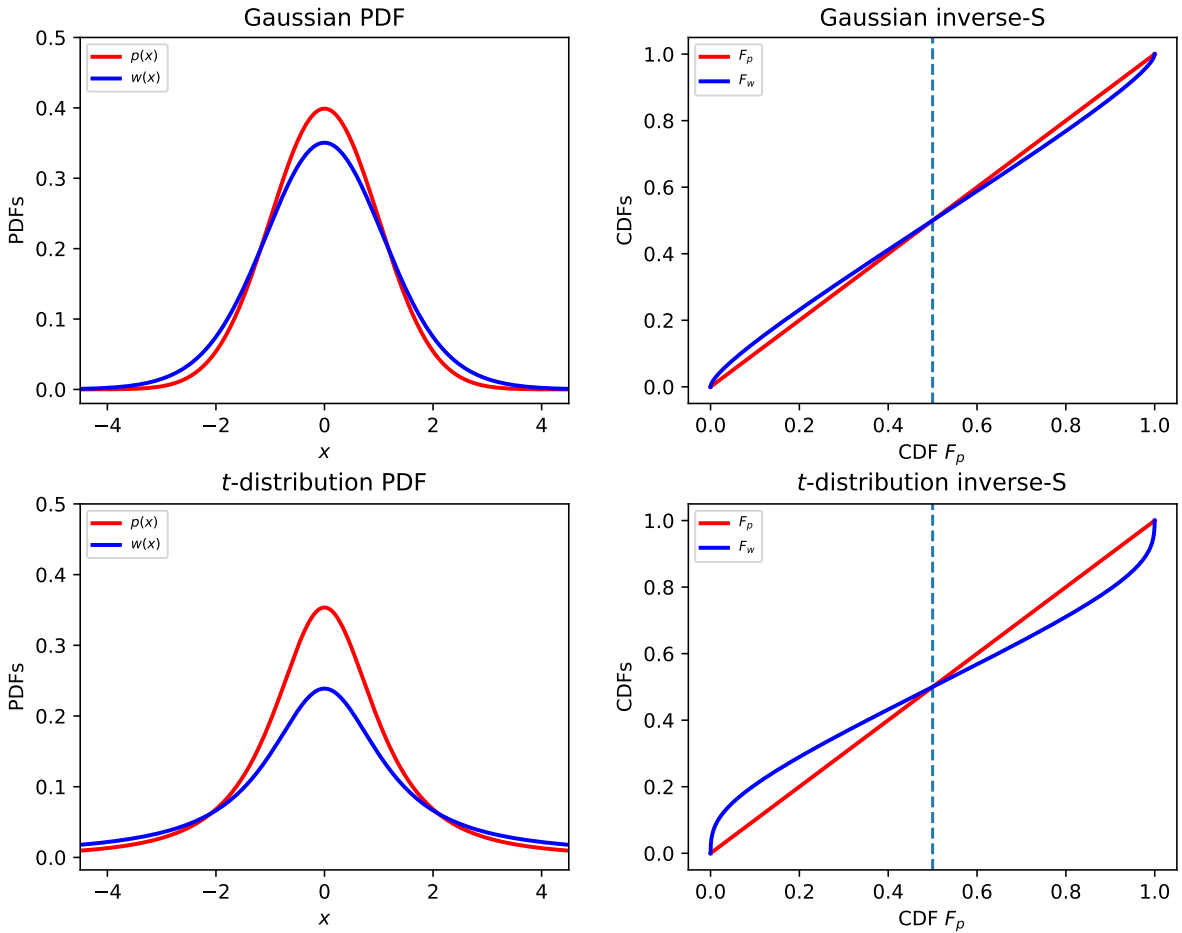 Gaussian PDF
0.5
0.4
0.3
0.2
0.1
0.0
PDFs
p(x)
w(x)
−4 −2 0 2 4
x
Gaussian inverse-S
1.0
0.8
0.6
0.4
0.2
0.0
CDFs
F_p
F_w
0.0 0.2 0.4 0.6 0.8 1.0
CDF F_p
t-distribution PDF
0.5
0.4
0.3
0.2
0.1
0.0
PDFs
p(x)
w(x)
−4 −2 0 2 4
x
t-distribution inverse-S
1.0
0.8
0.6
0.4
0.2
0.0
CDFs
F_p
F_w
0.0 0.2 0.4 0.6 0.8 1.0
CDF F_p